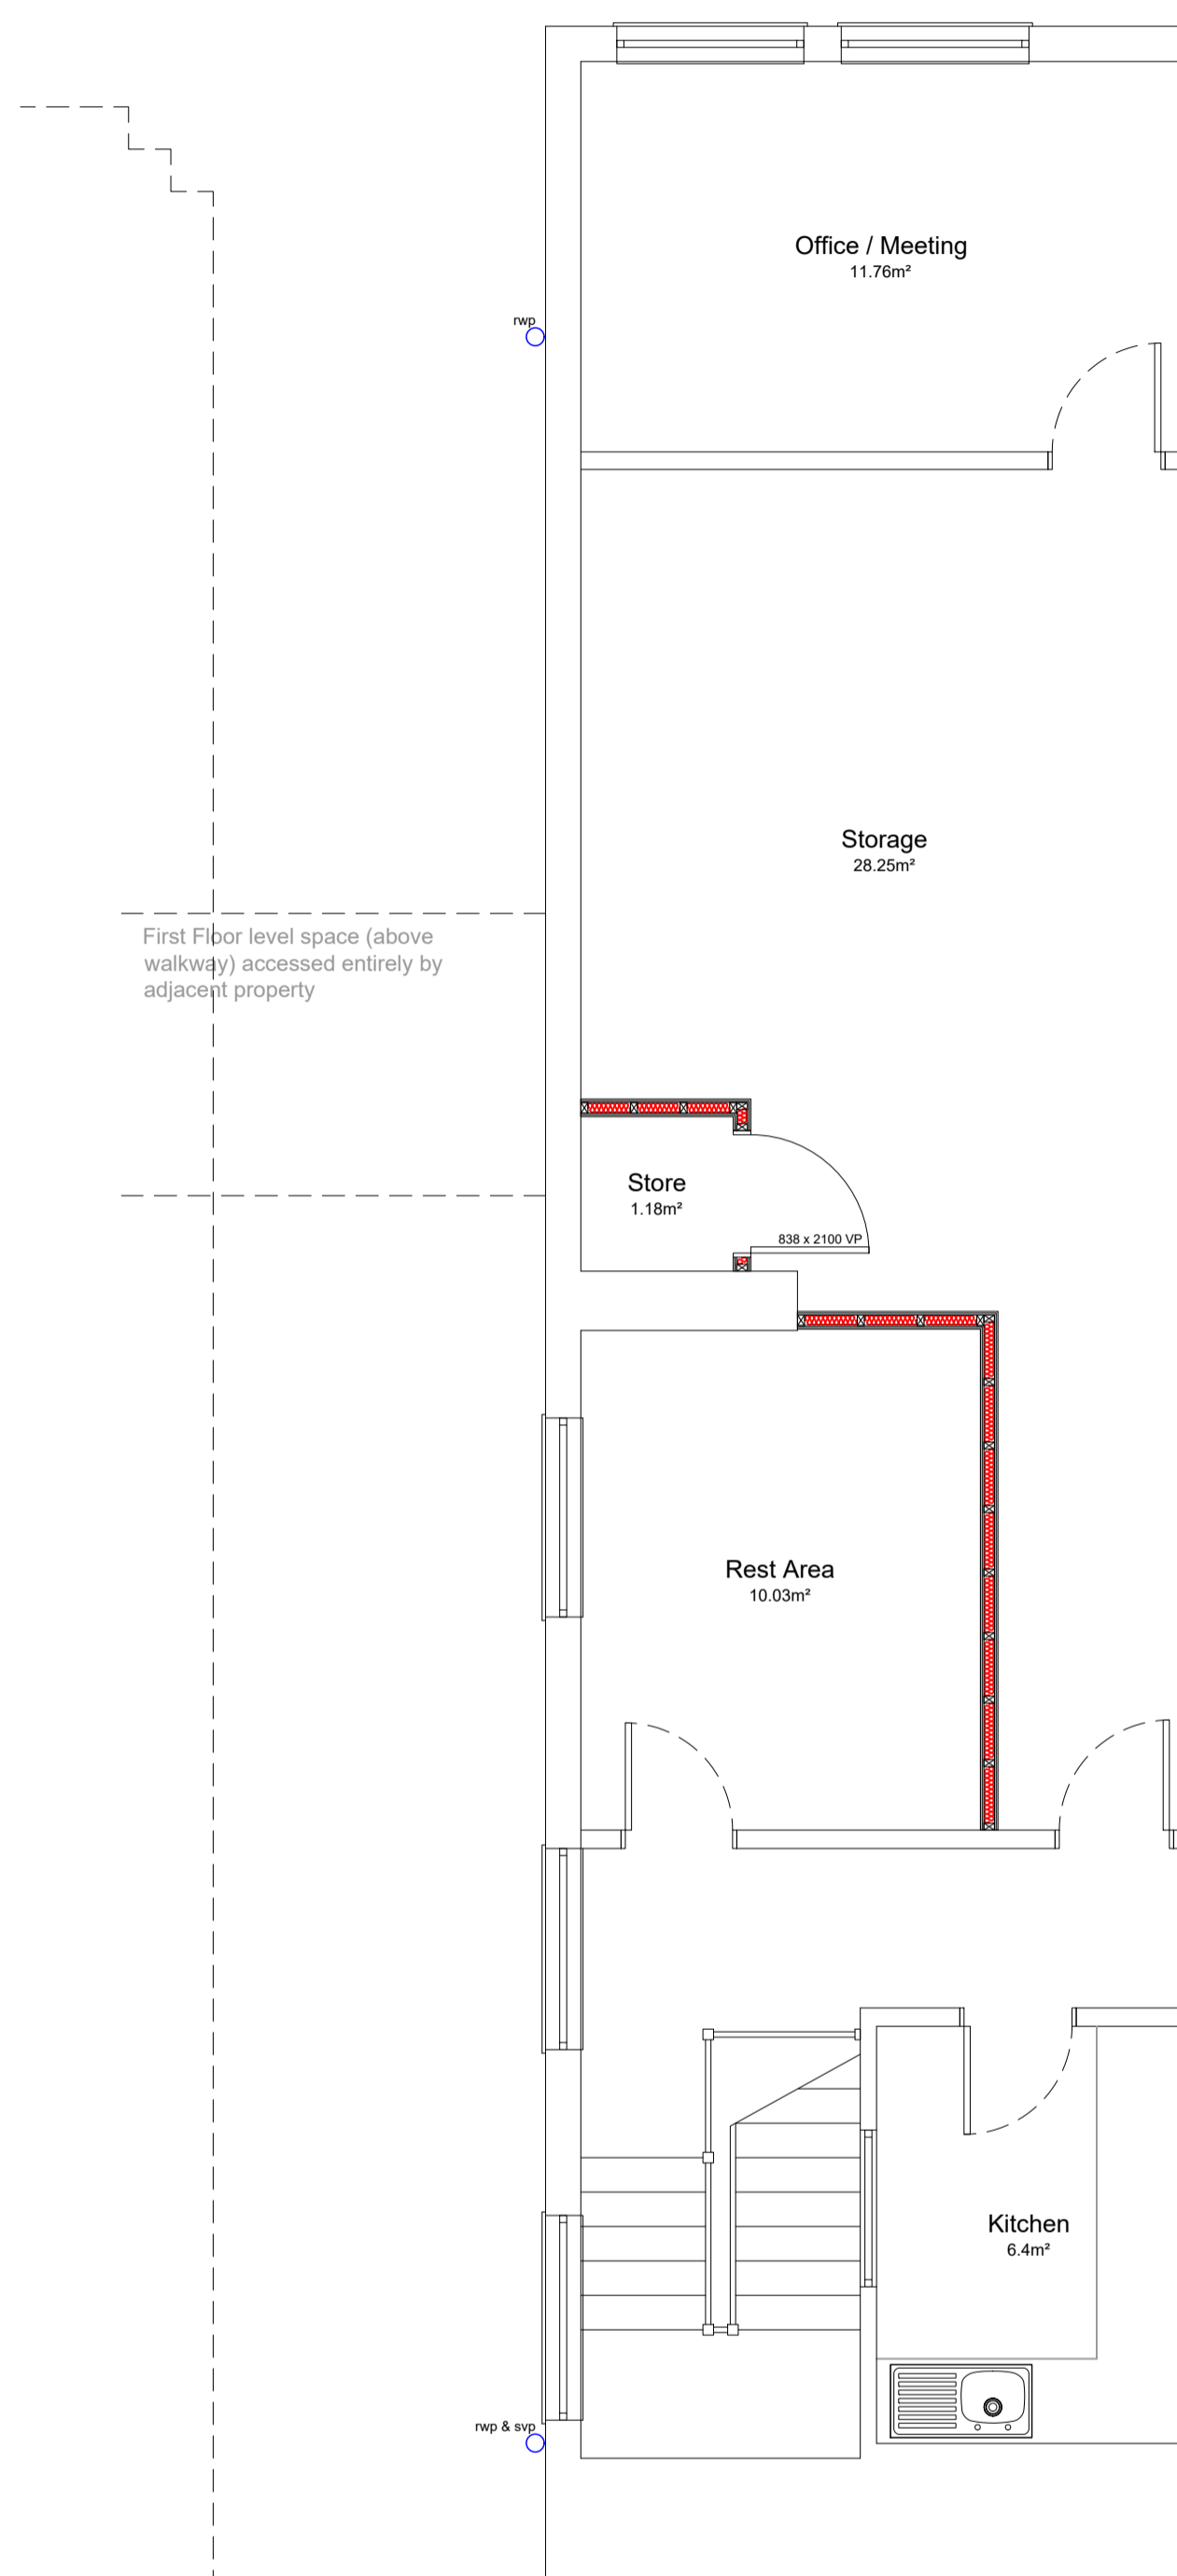 Office / Meeting
11.76m²
rwp
Storage
28.25m²
First Floor level space (above
walkway) accessed entirely by
adjacent property
Store
1.18m²
838 x 2100 VP
Rest Area
10.03m²
Kitchen
6.4m²
rwp & svp